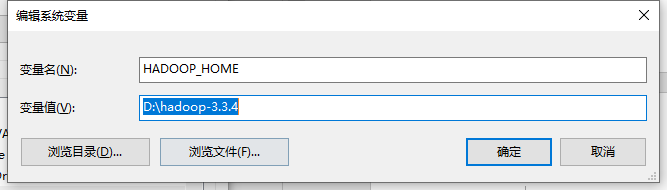 编辑系统变量
变量名(N):
HADOOP_HOME
变量值(V):
D:\hadoop-3.3.4
浏览目录(D)...
浏览文件(F)...
确定
取消